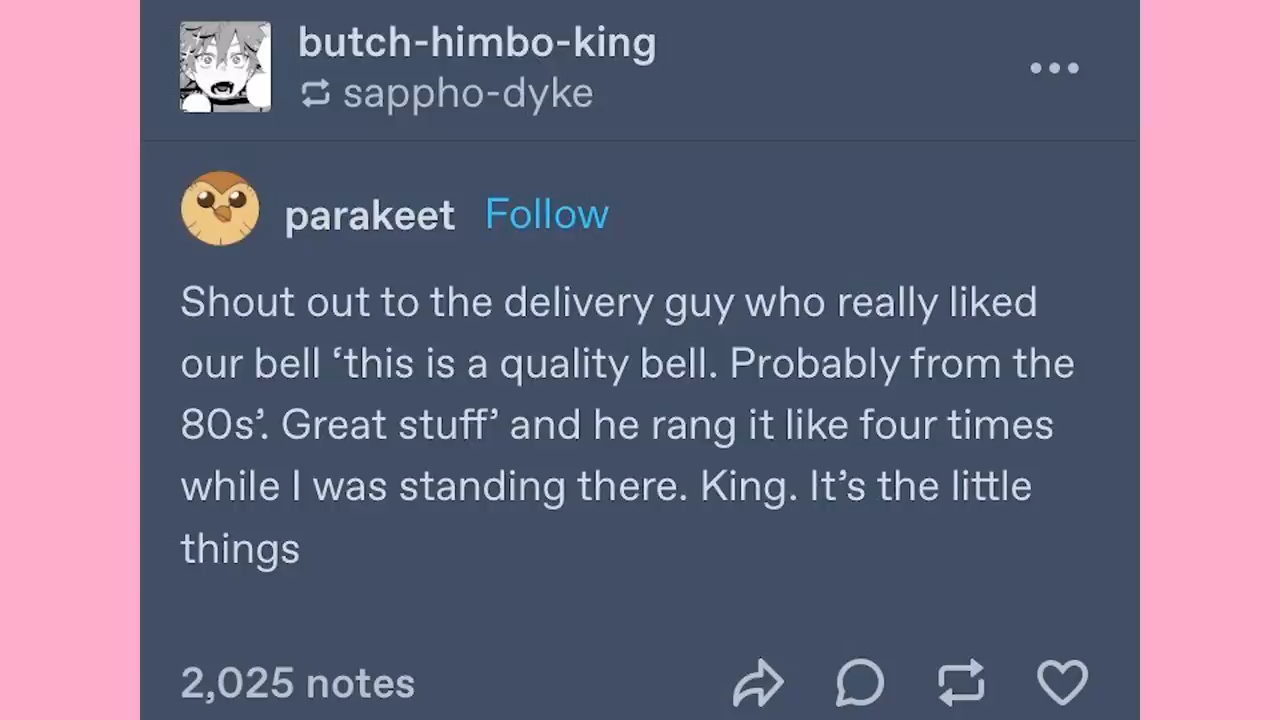 butch-himbo-king
sappho-dyke
parakeet Follow
Shout out to the delivery guy who really liked
our bell ‘this is a quality bell. Probably from the
80s’. Great stuff’ and he rang it like four times
while I was standing there. King. It’s the little
things
2,025 notes